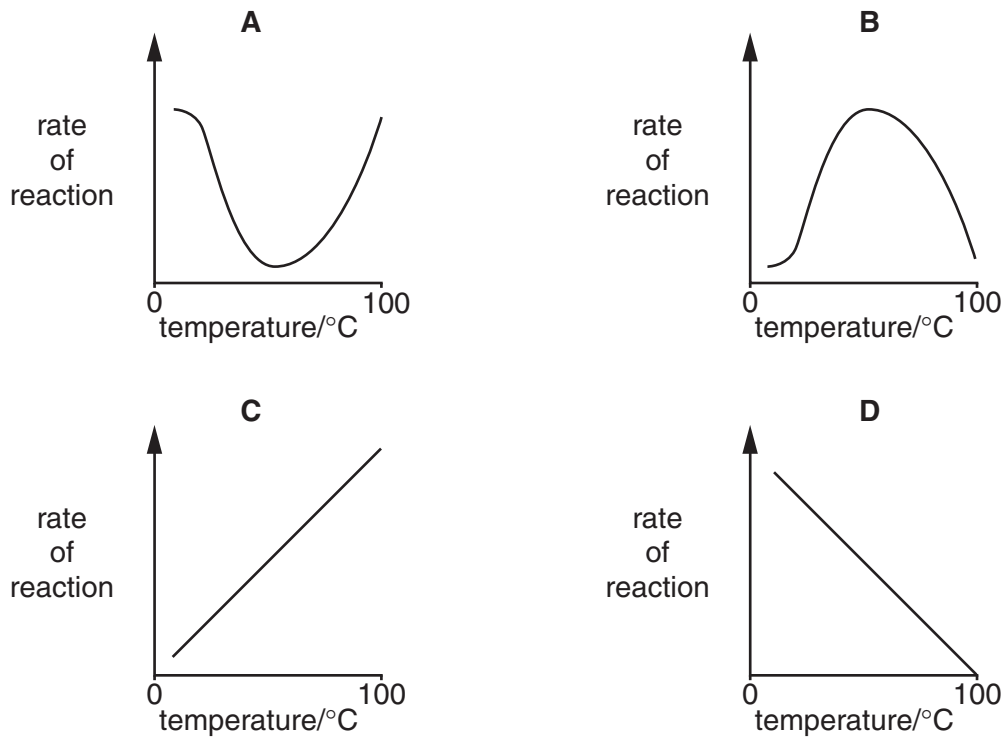 A
rate
of
reaction
0
100
temperature/°C
B
rate
of
reaction
0
100
temperature/°C
C
rate
of
reaction
0
100
temperature/°C
D
rate
of
reaction
0
100
temperature/°C